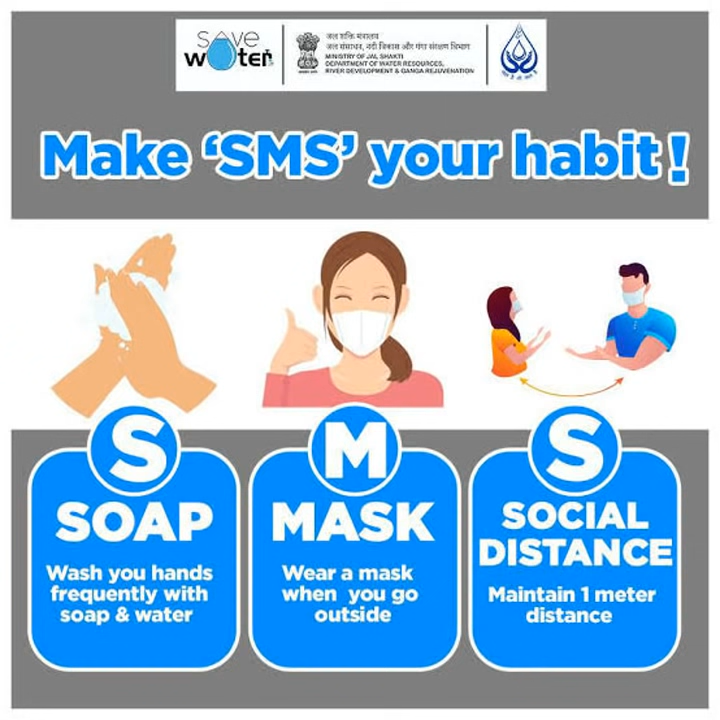 save
water
जल शक्ति मंत्रालय
जल संसाधन, नदी विकास और गंगा संरक्षण विभाग
MINISTRY OF JAL SHAKTI
DEPARTMENT OF WATER RESOURCES,
RIVER DEVELOPMENT & GANGA REJUVENATION
Make ‘SMS’ your habit!
S
SOAP
Wash you hands
frequently with
soap & water
M
MASK
Wear a mask
when you go
outside
S
SOCIAL
DISTANCE
Maintain 1 meter
distance